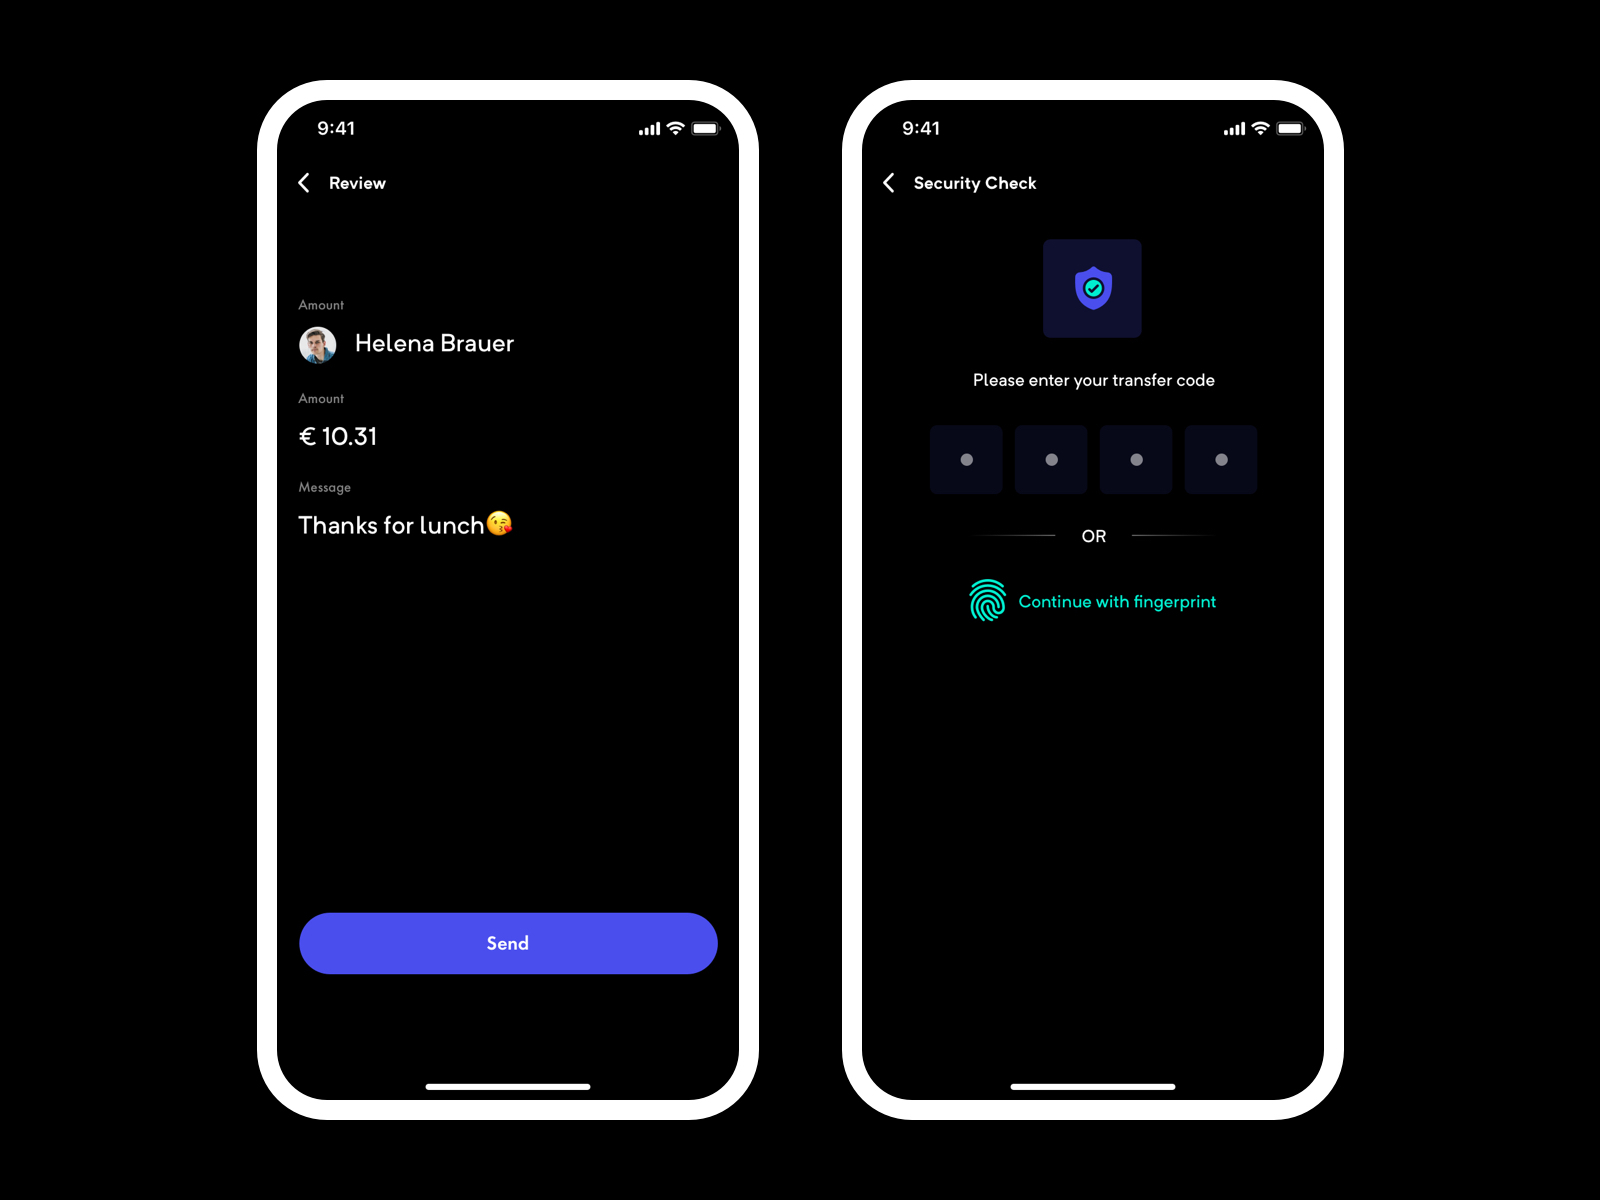 9:41
Review
Amount
Helena Brauer
Amount
€ 10.31
Message
Thanks for lunch😘
Send
9:41
Security Check
Please enter your transfer code
OR
Continue with fingerprint